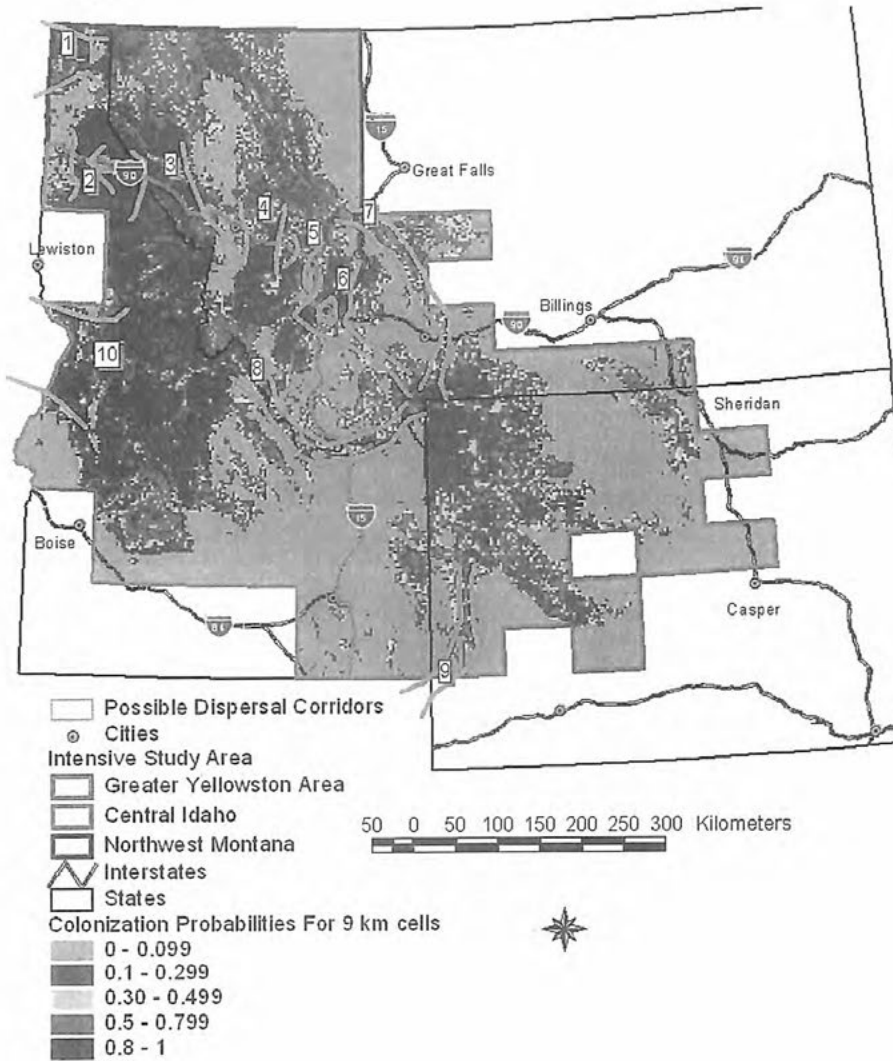 1
15
Great Falls
2
90
3
4
7
5
Lewiston
6
Billings
90
10
8
Sheridan
15
Boise
Casper
9
Possible Dispersal Corridors
Cities
Intensive Study Area
Greater Yellowston Area
Central Idaho
50 0 50 100 150 200 250 300 Kilometers
Northwest Montana
Interstates
States
Colonization Probabilities For 9 km cells
0 - 0.099
0.1 - 0.299
0.30 - 0.499
0.5 - 0.799
0.8 - 1